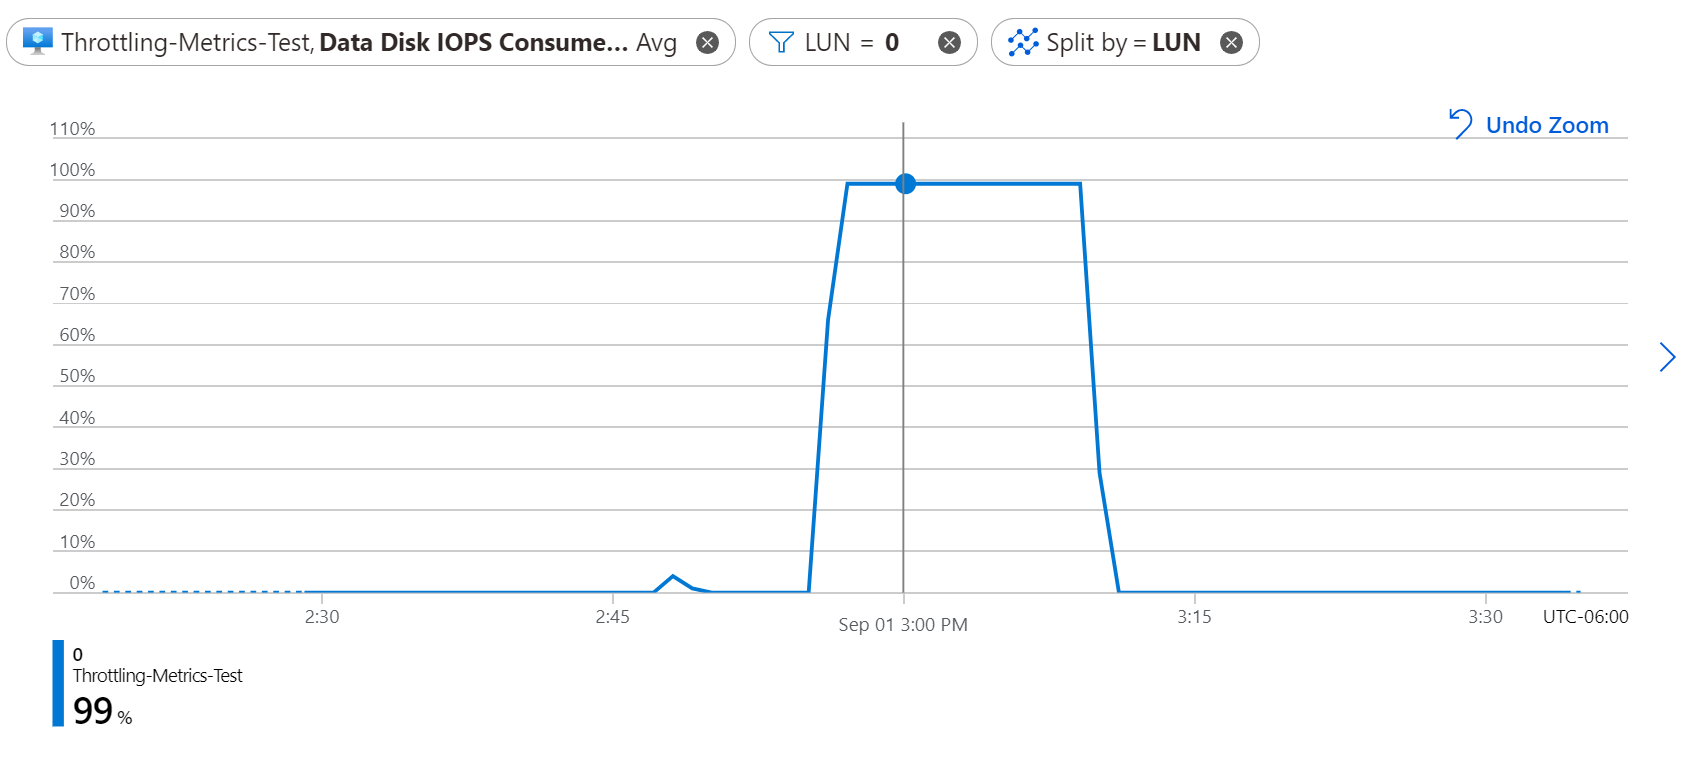 Throttling-Metrics-Test, Data Disk IOPS Consume... Avg
LUN = 0
Split by = LUN
Undo Zoom
110%
100%
90%
80%
70%
60%
50%
40%
30%
20%
10%
0%
2:30
2:45
Sep 01 3:00 PM
3:15
3:30
UTC-06:00
0
Throttling-Metrics-Test
99 %